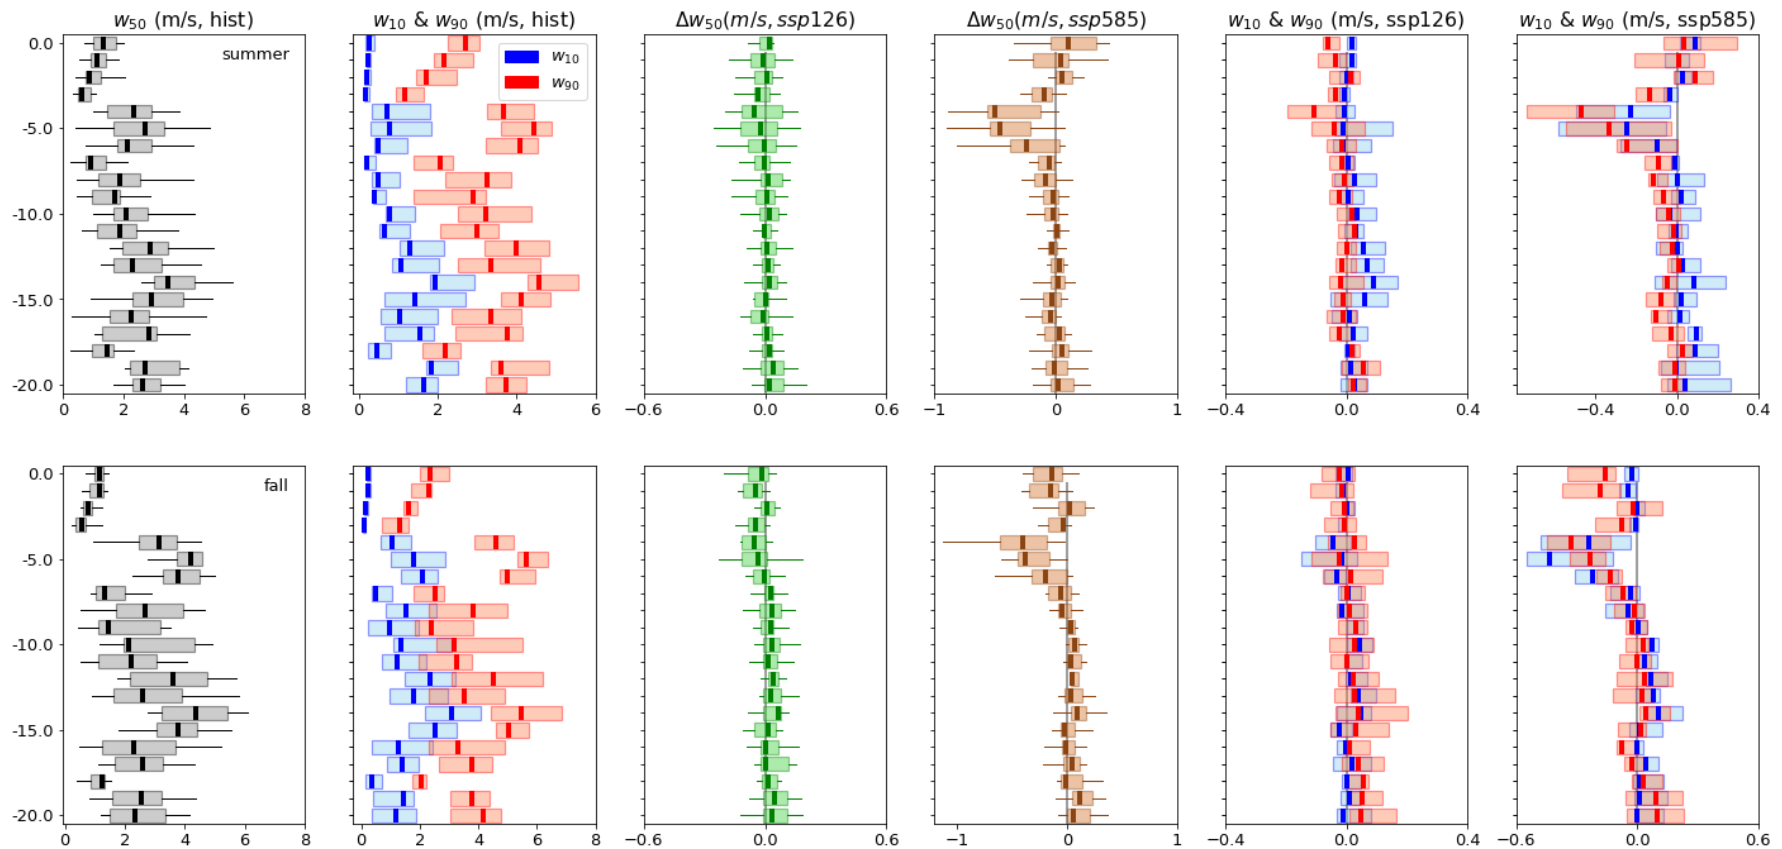 w50 (m/s, hist)
w10 & w90 (m/s, hist)
Δw50(m/s, ssp126)
Δw50(m/s, ssp585)
w10 & w90 (m/s, ssp126)
w10 & w90 (m/s, ssp585)
summer
w10
w90
0.0
-5.0
-10.0
-15.0
-20.0
0 2 4 6 8
0 2 4 6
−0.6 0.0 0.6
−1 0 1
−0.4 0.0 0.4
−0.4 0.0 0.4
fall
0.0
-5.0
-10.0
-15.0
-20.0
0 2 4 6 8
0 2 4 6 8
−0.6 0.0 0.6
−1 0 1
−0.4 0.0 0.4
−0.6 0.0 0.6